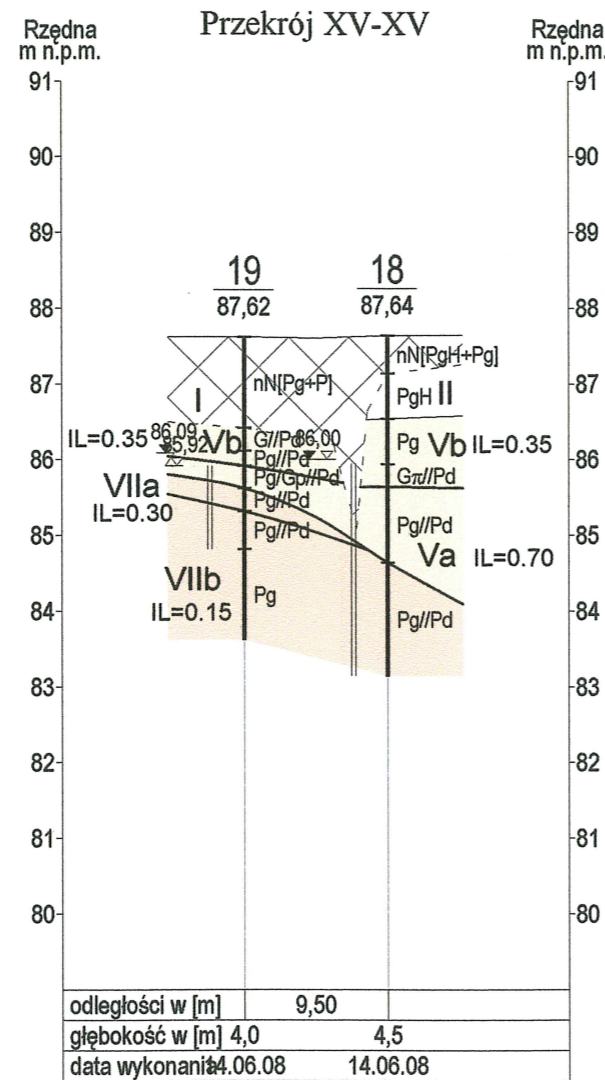 Przekrój XV-XV
Rzędna
m n.p.m.
Rzędna
m n.p.m.
91
91
90
90
89
89
88
88
87
87
86
86
85
85
84
84
83
83
82
82
81
81
80
80
19
87,62
18
87,64
nN[PgH+Pg]
nN[Pg+P]
PgH II
I
IL=0.35
86,09
85,92
Vb
G//Pd
86,00
Pg//Pd
Pg/Gp//Pd
Pg//Pd
Pg//Pd
Pg
Pg
Vb
IL=0.35
Gπ//Pd
Pg//Pd
Va
IL=0.70
Pg//Pd
VIIa
IL=0.30
VIIb
IL=0.15
odległości w [m] 9,50
głębokość w [m] 4,0 4,5
data wykonania 14.06.08 14.06.08